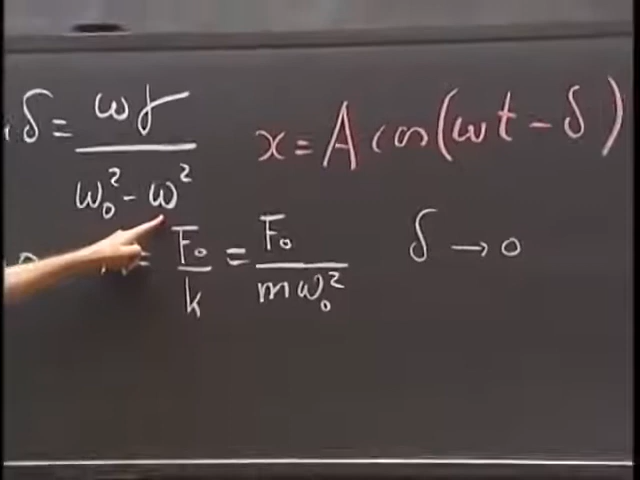 δ = ωγ / (ω₀² - ω²)
x = A cos(ωt - δ)
= F₀/k = F₀/(mω₀²)   δ → 0